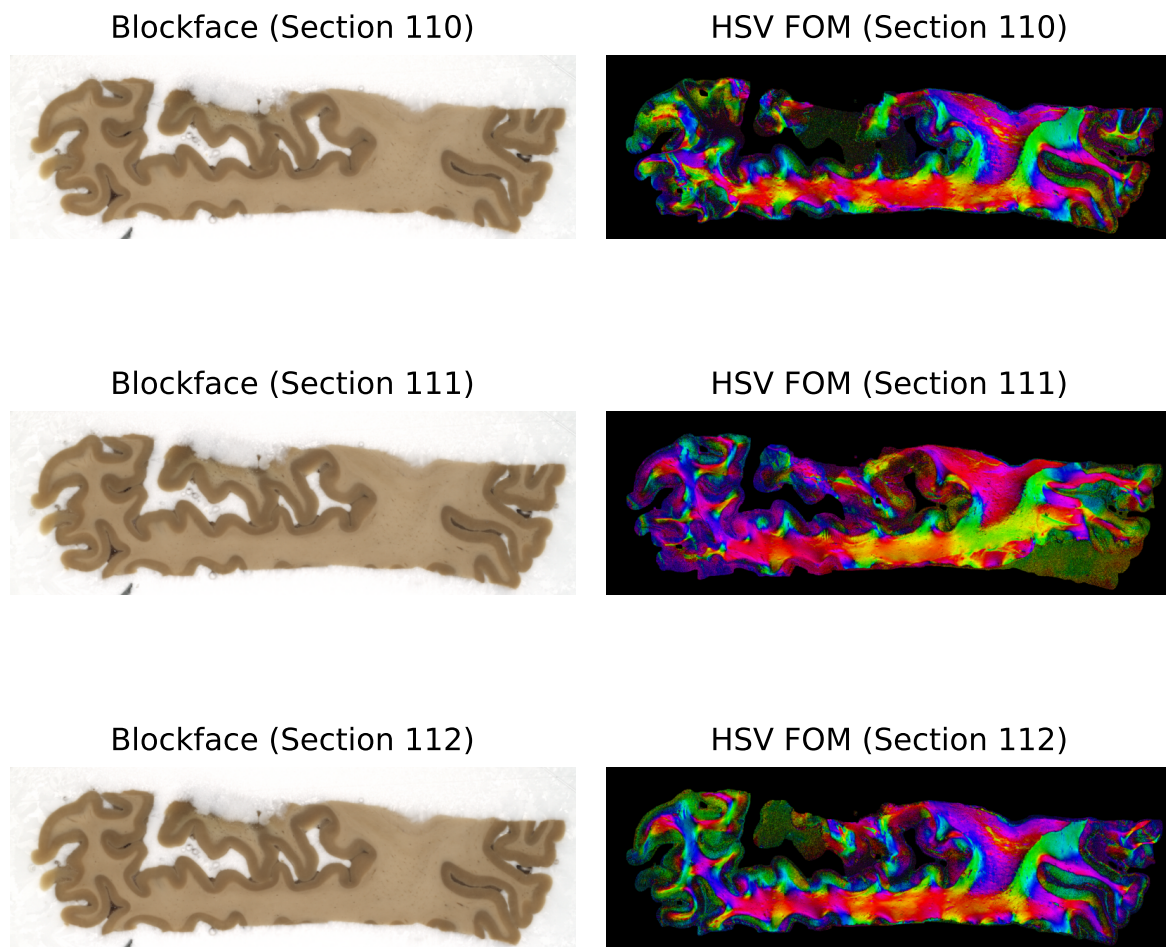 Blockface (Section 110)
HSV FOM (Section 110)
Blockface (Section 111)
HSV FOM (Section 111)
Blockface (Section 112)
HSV FOM (Section 112)